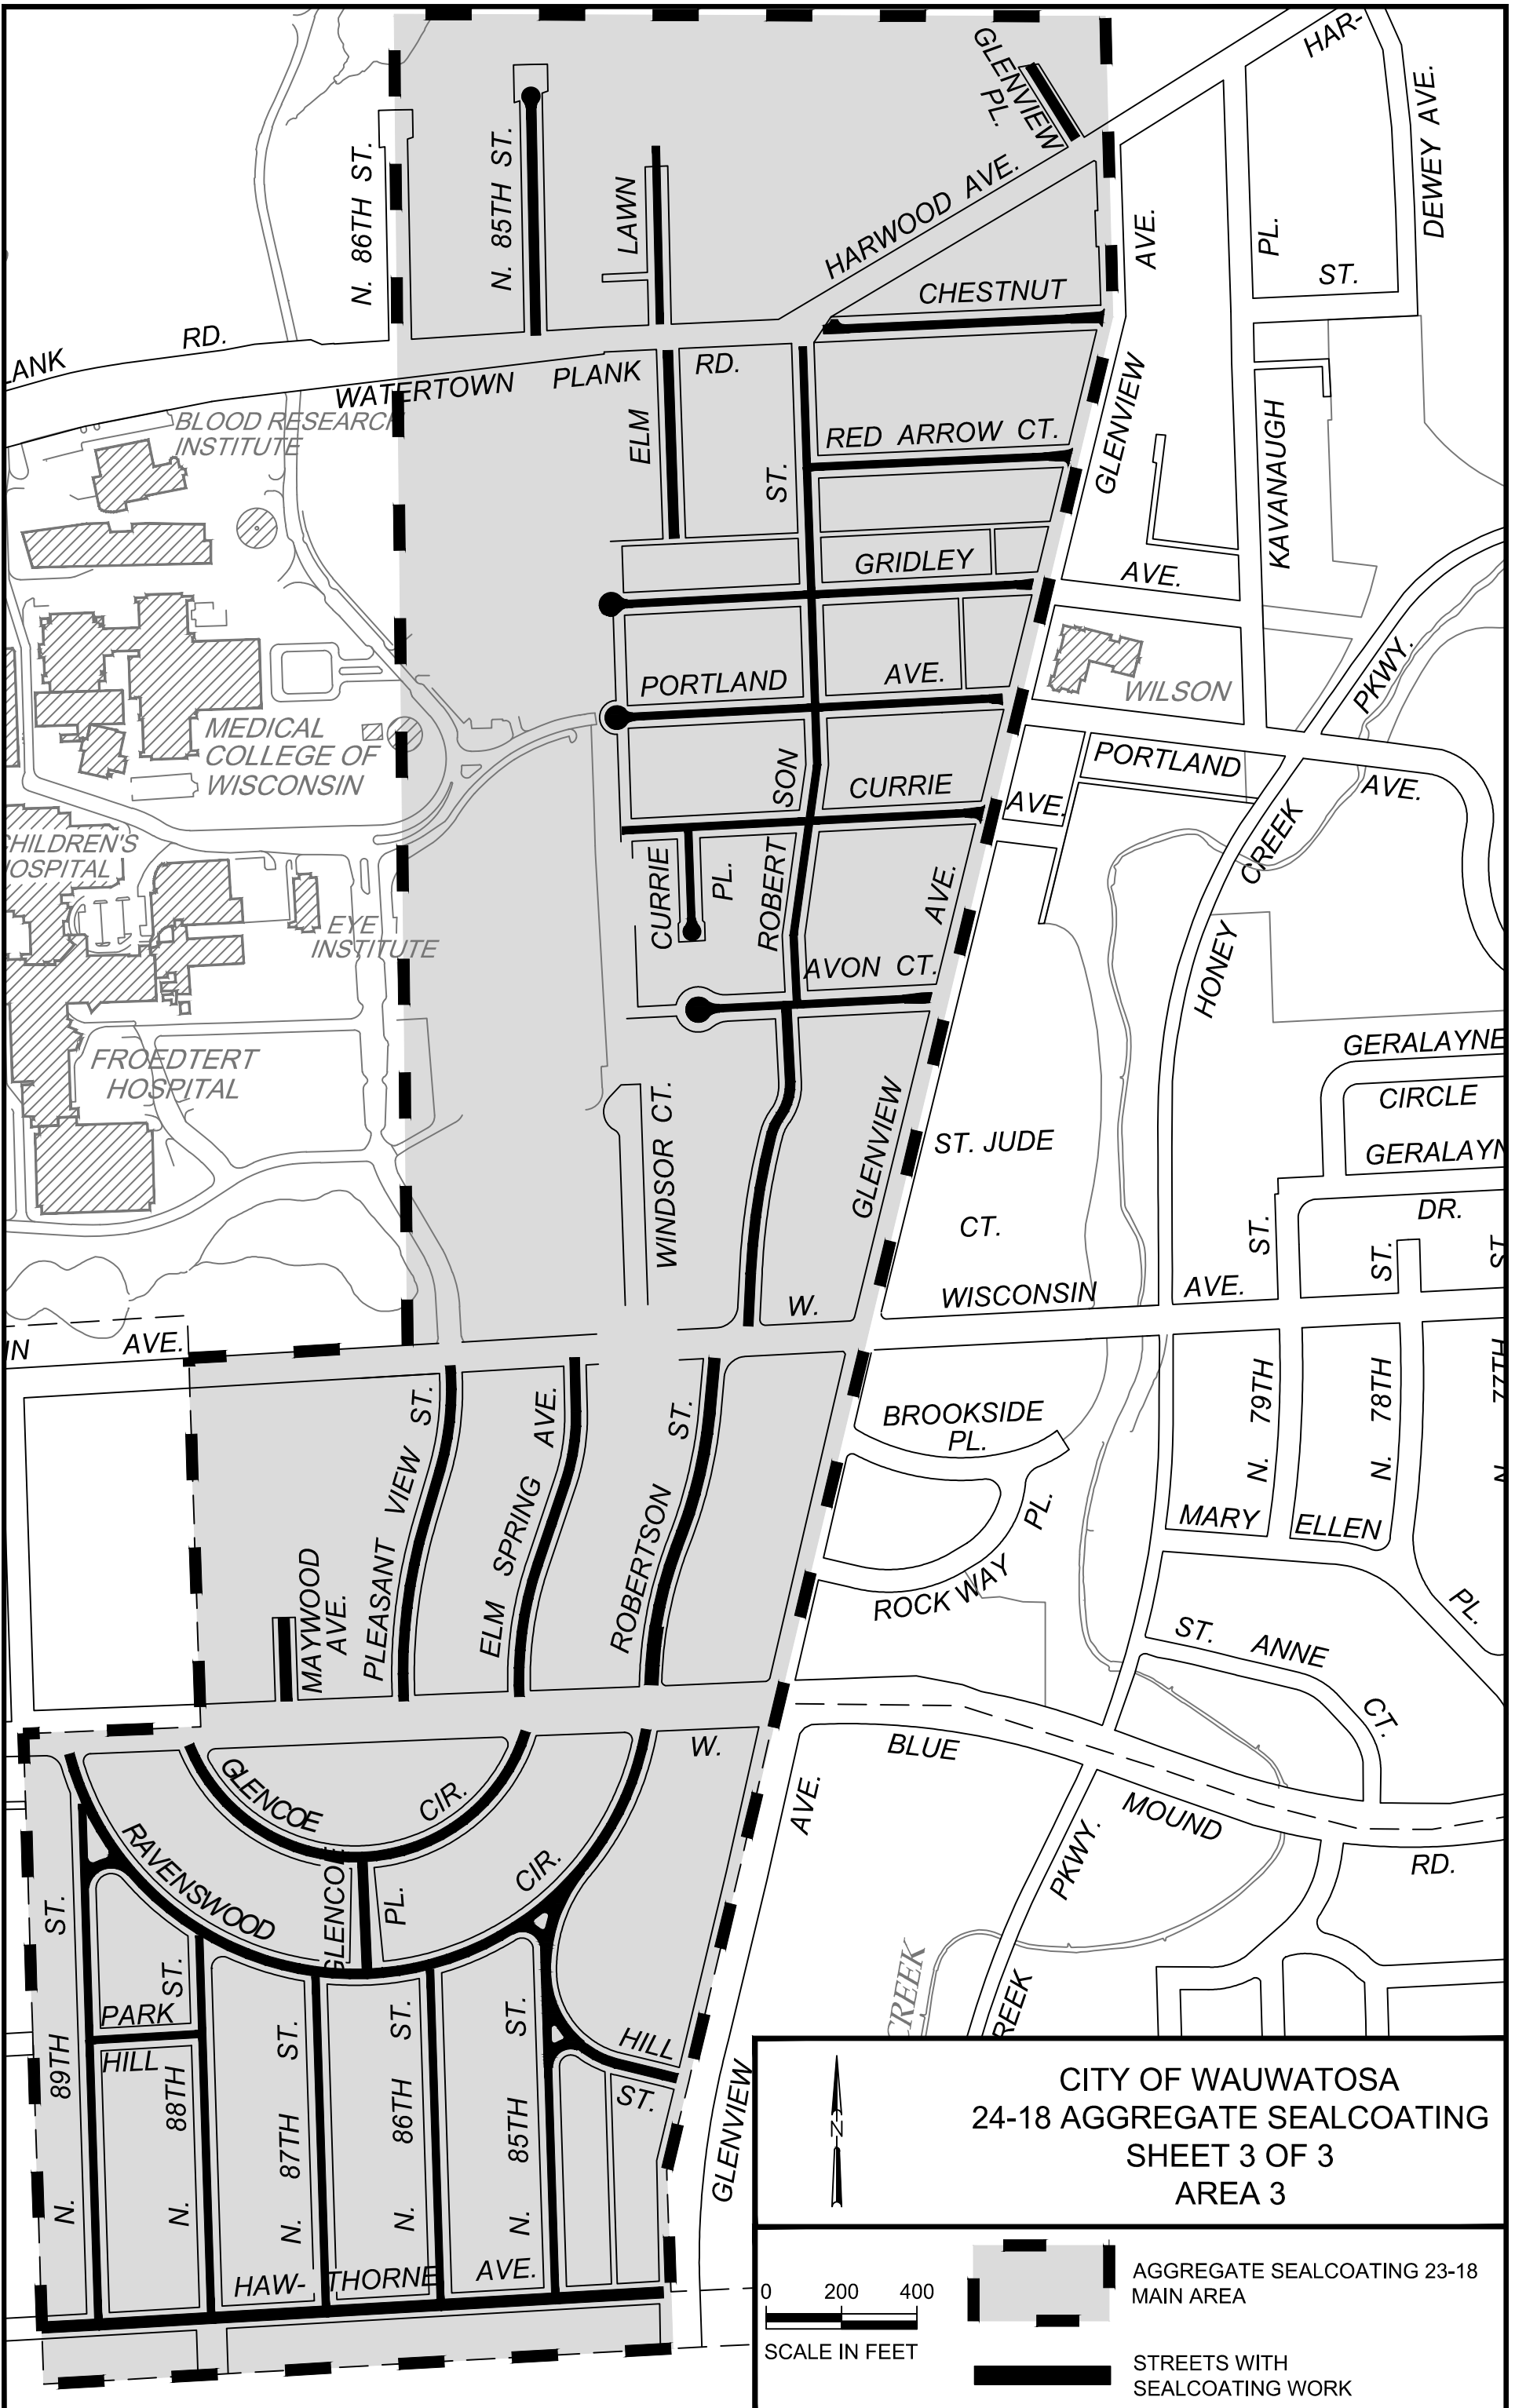 GLENVIEW
PL.
HAR-
DEWEY AVE.
N. 86TH ST.
N. 85TH ST.
LAWN
HARWOOD AVE.
AVE.
PL.
ST.
CHESTNUT
RD.
LANK
WATERTOWN PLANK RD.
BLOOD RESEARCH
INSTITUTE
ELM
ST.
RED ARROW CT.
GLENVIEW
KAVANAUGH
GRIDLEY
AVE.
PORTLAND AVE.
WILSON
PKWY.
MEDICAL
COLLEGE OF
WISCONSIN
SON
CURRIE
AVE.
PORTLAND
AVE.
CHILDREN'S
HOSPITAL
CURRIE
PL.
ROBERT
AVE.
CREEK
EYE
INSTITUTE
AVON CT.
HONEY
FROEDTERT
HOSPITAL
GERALAYNE
CIRCLE
GERALAYN
DR.
WINDSOR CT.
GLENVIEW
ST. JUDE
CT.
ST.
ST.
ST.
W.
WISCONSIN
AVE.
IN
AVE.
PLEASANT VIEW ST.
ELM SPRING AVE.
ROBERTSON ST.
BROOKSIDE
PL.
N. 79TH
N. 78TH
N 77TH
MARY ELLEN
PL.
MAYWOOD
AVE.
PL.
ROCKWAY
ST. ANNE
CT.
W.
BLUE
MOUND
RD.
GLENCOE CIR.
AVE.
PKWY.
RAVENSWOOD
CIR.
GLENCOE
PL.
ST.
ST.
PARK
HILL
CREEK
REEK
N. 89TH
N. 88TH
N. 87TH ST.
N. 86TH ST.
N. 85TH ST.
HILL
ST.
GLENVIEW
HAW- THORNE AVE.
N
CITY OF WAUWATOSA
24-18 AGGREGATE SEALCOATING
SHEET 3 OF 3
AREA 3
0 200 400
SCALE IN FEET
AGGREGATE SEALCOATING 23-18
MAIN AREA
STREETS WITH
SEALCOATING WORK